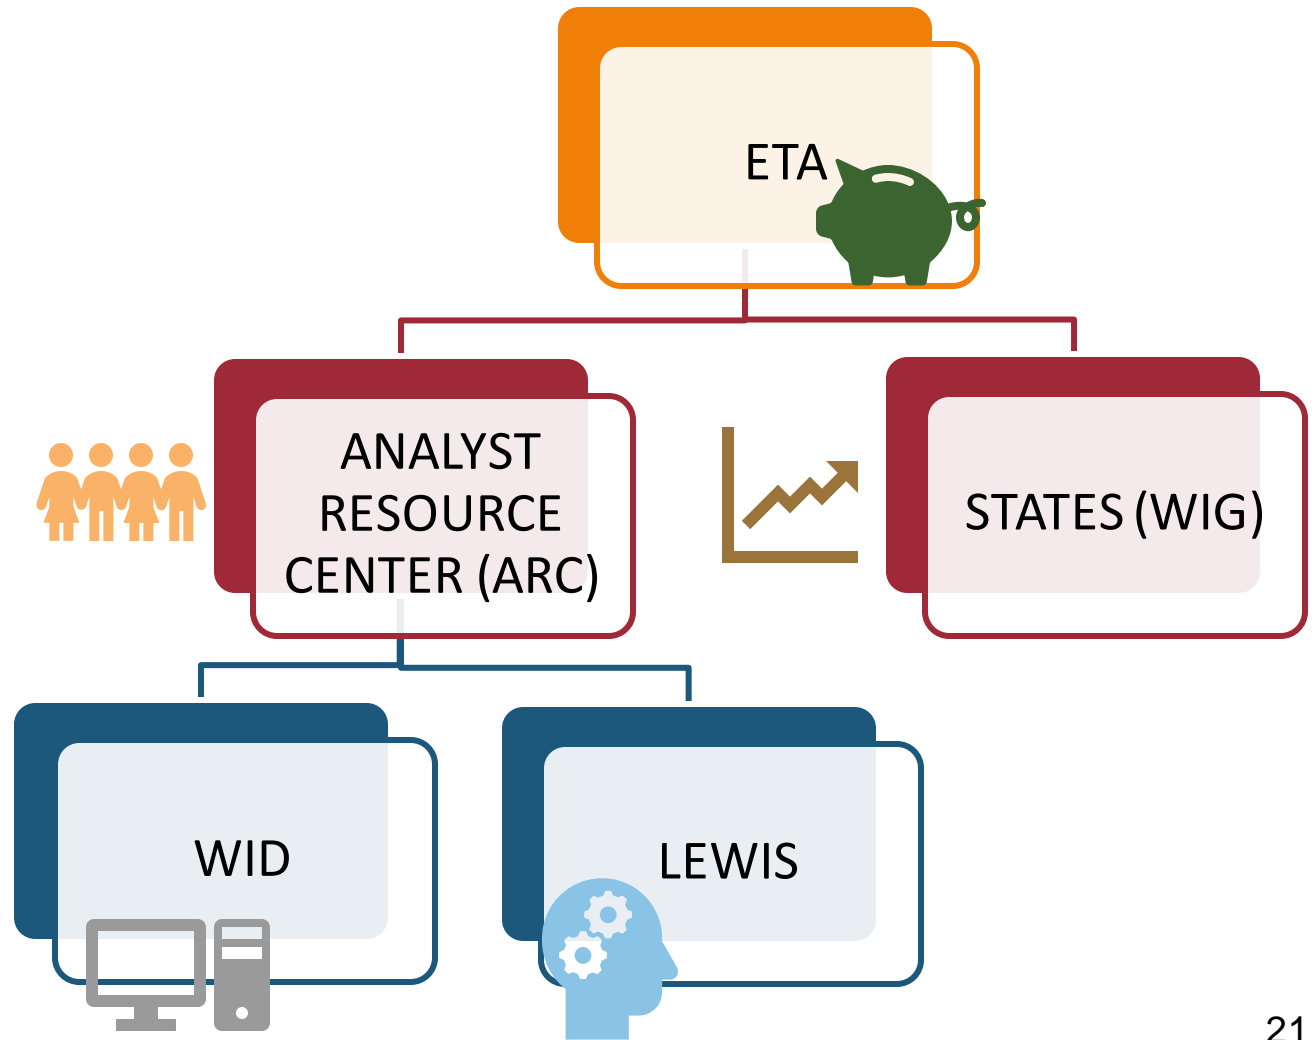 ETA
ANALYST
RESOURCE
CENTER (ARC)
STATES (WIG)
WID
LEWIS
21